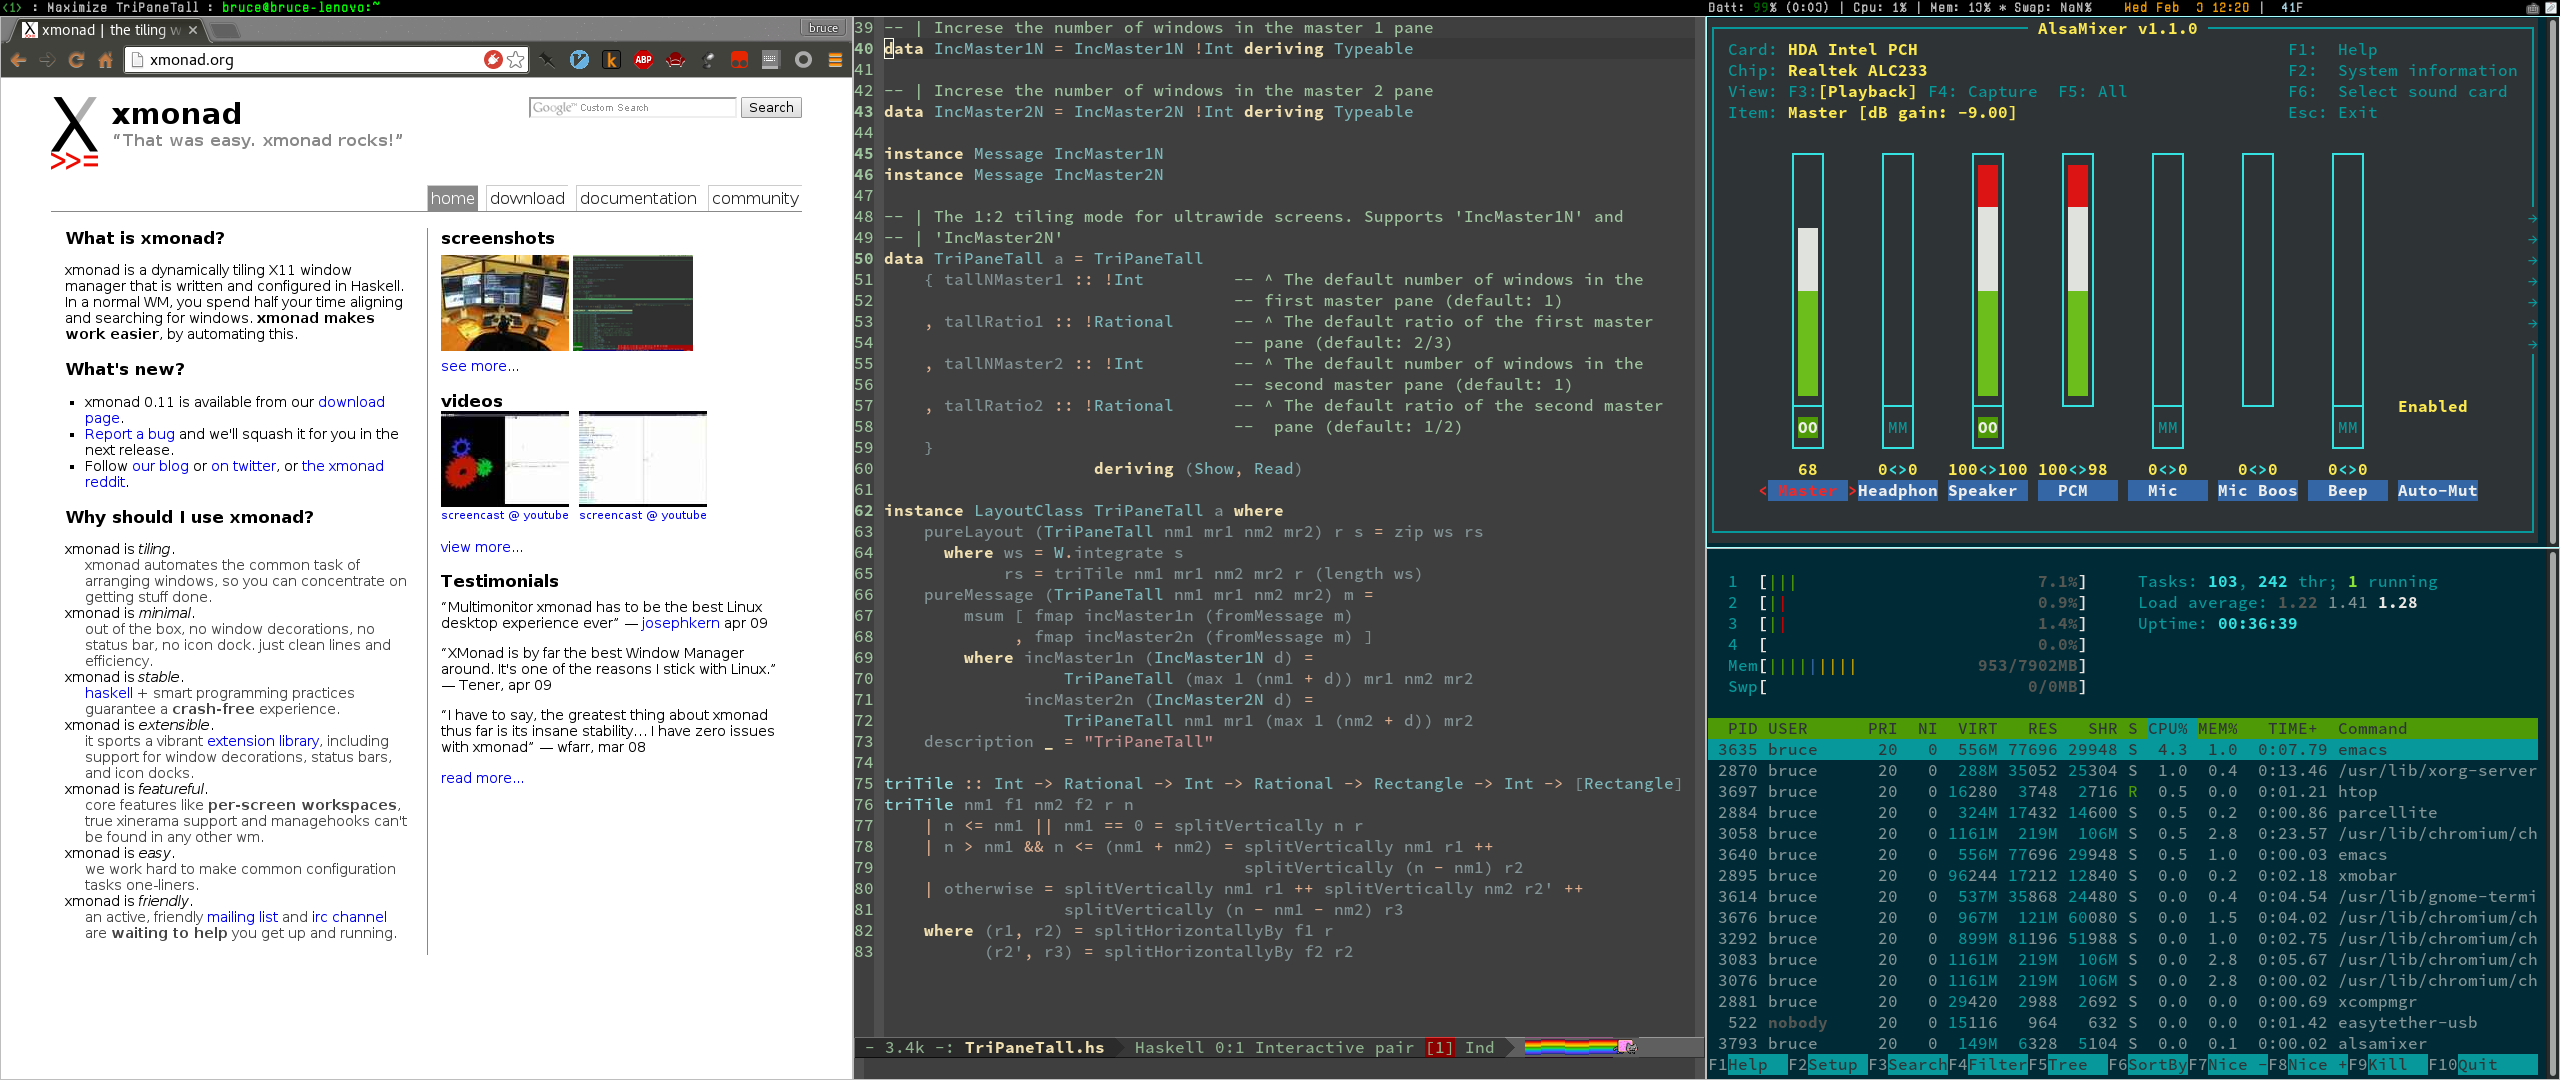 <1> : Maximize TriPaneTall : bruce@bruce-lenovo:~
Batt: 99% (0:00) | Cpu: 1% | Mem: 13% * Swap: NaN% Wed Feb 3 12:20 | 41F
xmonad | the tiling w
bruce
xmonad.org
ABP
xmonad
“That was easy. xmonad rocks!”
Google™ Custom Search
Search
>>=
home
download
documentation
community
What is xmonad?
xmonad is a dynamically tiling X11 window
manager that is written and configured in Haskell.
In a normal WM, you spend half your time aligning
and searching for windows. xmonad makes
work easier, by automating this.
What's new?
xmonad 0.11 is available from our download
page.
Report a bug and we'll squash it for you in the
next release.
Follow our blog or on twitter, or the xmonad
reddit.
Why should I use xmonad?
xmonad is tiling.
xmonad automates the common task of
arranging windows, so you can concentrate on
getting stuff done.
xmonad is minimal.
out of the box, no window decorations, no
status bar, no icon dock. just clean lines and
efficiency.
xmonad is stable.
haskell + smart programming practices
guarantee a crash-free experience.
xmonad is extensible.
it sports a vibrant extension library, including
support for window decorations, status bars,
and icon docks.
xmonad is featureful.
core features like per-screen workspaces,
true xinerama support and managehooks can't
be found in any other wm.
xmonad is easy.
we work hard to make common configuration
tasks one-liners.
xmonad is friendly.
an active, friendly mailing list and irc channel
are waiting to help you get up and running.
screenshots
see more...
videos
screencast @ youtube
screencast @ youtube
view more...
Testimonials
“Multimonitor xmonad has to be the best Linux
desktop experience ever” — josephkern apr 09
“XMonad is by far the best Window Manager
around. It's one of the reasons I stick with Linux.”
— Tener, apr 09
“I have to say, the greatest thing about xmonad
thus far is its insane stability... I have zero issues
with xmonad” — wfarr, mar 08
read more...
39 -- | Increse the number of windows in the master 1 pane
40 data IncMaster1N = IncMaster1N !Int deriving Typeable
41
42 -- | Increse the number of windows in the master 2 pane
43 data IncMaster2N = IncMaster2N !Int deriving Typeable
44
45 instance Message IncMaster1N
46 instance Message IncMaster2N
47
48 -- | The 1:2 tiling mode for ultrawide screens. Supports 'IncMaster1N' and
49 -- | 'IncMaster2N'
50 data TriPaneTall a = TriPaneTall
51 { tallNMaster1 :: !Int -- ^ The default number of windows in the
52 -- first master pane (default: 1)
53 , tallRatio1 :: !Rational -- ^ The default ratio of the first master
54 -- pane (default: 2/3)
55 , tallNMaster2 :: !Int -- ^ The default number of windows in the
56 -- second master pane (default: 1)
57 , tallRatio2 :: !Rational -- ^ The default ratio of the second master
58 -- pane (default: 1/2)
59 }
60 deriving (Show, Read)
61
62 instance LayoutClass TriPaneTall a where
63 pureLayout (TriPaneTall nm1 mr1 nm2 mr2) r s = zip ws rs
64 where ws = W.integrate s
65 rs = triTile nm1 mr1 nm2 mr2 r (length ws)
66 pureMessage (TriPaneTall nm1 mr1 nm2 mr2) m =
67 msum [ fmap incMaster1n (fromMessage m)
68 , fmap incMaster2n (fromMessage m) ]
69 where incMaster1n (IncMaster1N d) =
70 TriPaneTall (max 1 (nm1 + d)) mr1 nm2 mr2
71 incMaster2n (IncMaster2N d) =
72 TriPaneTall nm1 mr1 (max 1 (nm2 + d)) mr2
73 description _ = "TriPaneTall"
74
75 triTile :: Int -> Rational -> Int -> Rational -> Rectangle -> Int -> [Rectangle]
76 triTile nm1 f1 nm2 f2 r n
77 | n <= nm1 || nm1 == 0 = splitVertically n r
78 | n > nm1 && n <= (nm1 + nm2) = splitVertically nm1 r1 ++
79 splitVertically (n - nm1) r2
80 | otherwise = splitVertically nm1 r1 ++ splitVertically nm2 r2' ++
81 splitVertically (n - nm1 - nm2) r3
82 where (r1, r2) = splitHorizontallyBy f1 r
83 (r2', r3) = splitHorizontallyBy f2 r2
- 3.4k -: TriPaneTall.hs Haskell 0:1 Interactive pair [1] Ind
AlsaMixer v1.1.0
Card: HDA Intel PCH F1: Help
Chip: Realtek ALC233 F2: System information
View: F3:[Playback] F4: Capture F5: All F6: Select sound card
Item: Master [dB gain: -9.00] Esc: Exit
Enabled
OO MM OO MM MM
68 0<>0 100<>100 100<>98 0<>0 0<>0 0<>0
< Master > Headphon Speaker PCM Mic Mic Boos Beep Auto-Mut
1 [||| 7.1%] Tasks: 103, 242 thr; 1 running
2 [|| 0.9%] Load average: 1.22 1.41 1.28
3 [|| 1.4%] Uptime: 00:36:39
4 [ 0.0%]
Mem[||||||||| 953/7902MB]
Swp[ 0/0MB]
PID USER PRI NI VIRT RES SHR S CPU% MEM% TIME+ Command
3635 bruce 20 0 556M 77696 29948 S 4.3 1.0 0:07.79 emacs
2870 bruce 20 0 288M 35052 25304 S 1.0 0.4 0:13.46 /usr/lib/xorg-server
3697 bruce 20 0 16280 3748 2716 R 0.5 0.0 0:01.21 htop
2884 bruce 20 0 324M 17432 14600 S 0.5 0.2 0:00.86 parcellite
3058 bruce 20 0 1161M 219M 106M S 0.5 2.8 0:23.57 /usr/lib/chromium/ch
3640 bruce 20 0 556M 77696 29948 S 0.5 1.0 0:00.03 emacs
2895 bruce 20 0 96244 17212 12840 S 0.0 0.2 0:02.18 xmobar
3614 bruce 20 0 537M 35868 24480 S 0.0 0.4 0:04.54 /usr/lib/gnome-termi
3676 bruce 20 0 967M 121M 60080 S 0.0 1.5 0:04.02 /usr/lib/chromium/ch
3292 bruce 20 0 899M 81196 51988 S 0.0 1.0 0:02.75 /usr/lib/chromium/ch
3083 bruce 20 0 1161M 219M 106M S 0.0 2.8 0:05.67 /usr/lib/chromium/ch
3076 bruce 20 0 1161M 219M 106M S 0.0 2.8 0:00.02 /usr/lib/chromium/ch
2881 bruce 20 0 29420 2988 2692 S 0.0 0.0 0:00.69 xcompmgr
522 nobody 20 0 15116 964 632 S 0.0 0.0 0:01.42 easytether-usb
3793 bruce 20 0 149M 6328 5104 S 0.0 0.1 0:00.02 alsamixer
F1Help F2Setup F3SearchF4FilterF5Tree F6SortByF7Nice -F8Nice +F9Kill F10Quit